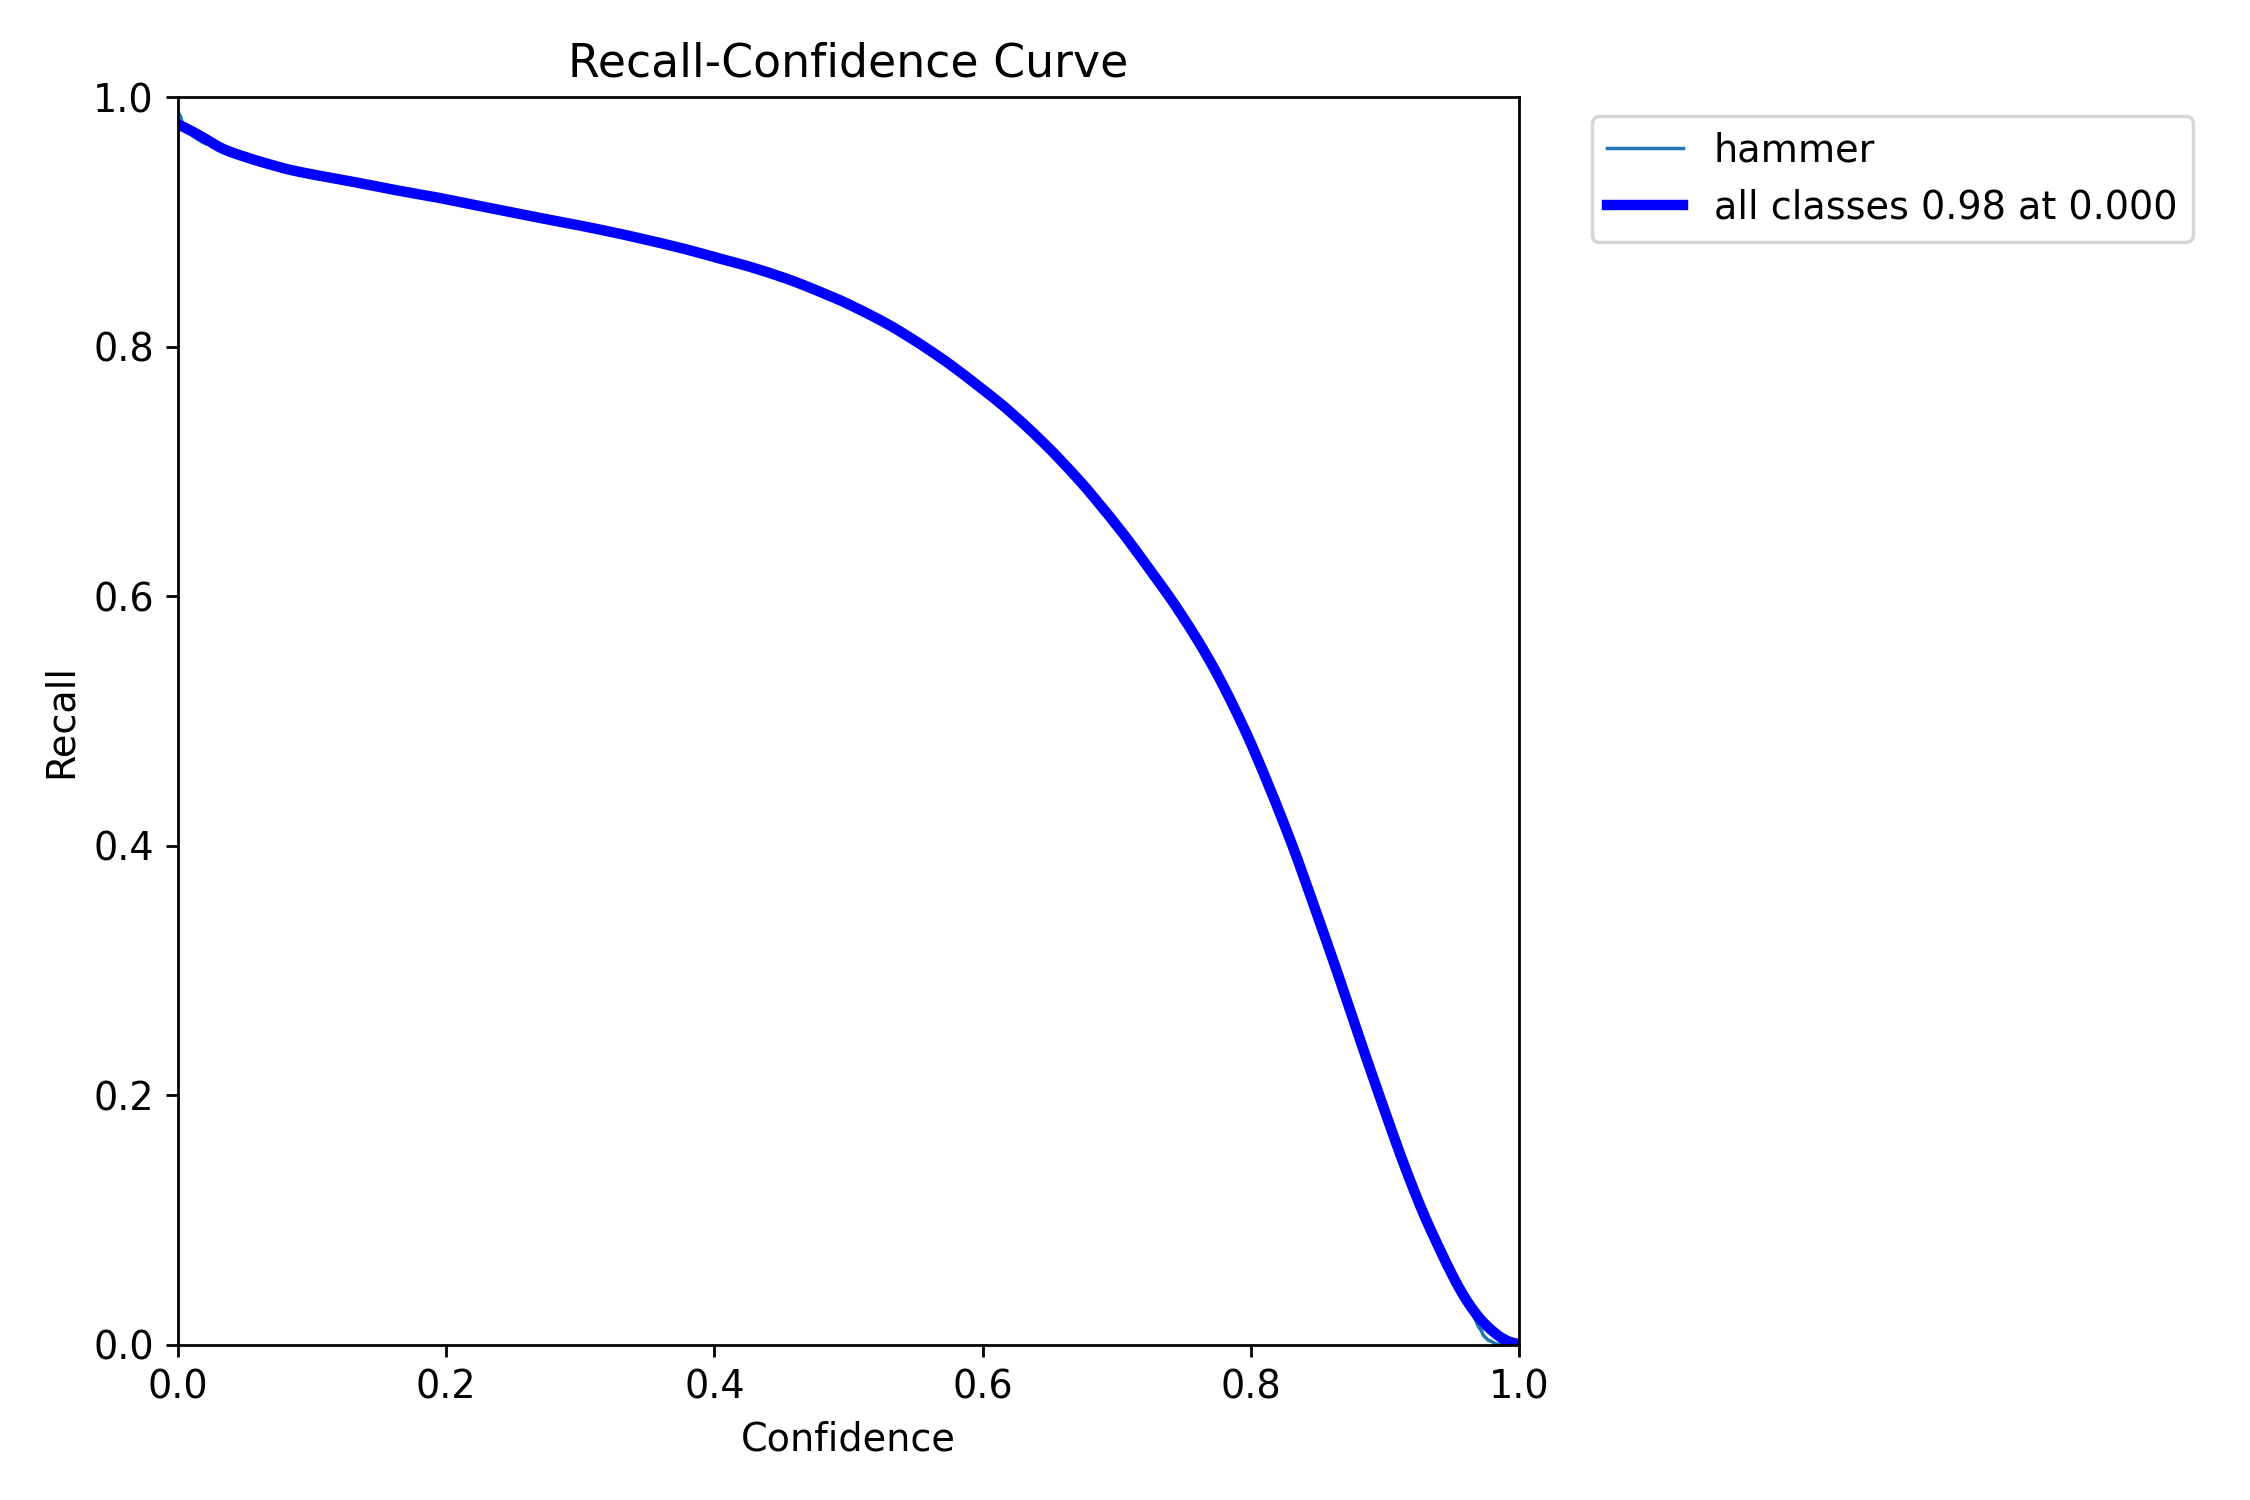 Recall-Confidence Curve
1.0
0.8
0.6
0.4
0.2
0.0
Recall
0.0 0.2 0.4 0.6 0.8 1.0
Confidence
hammer
all classes 0.98 at 0.000